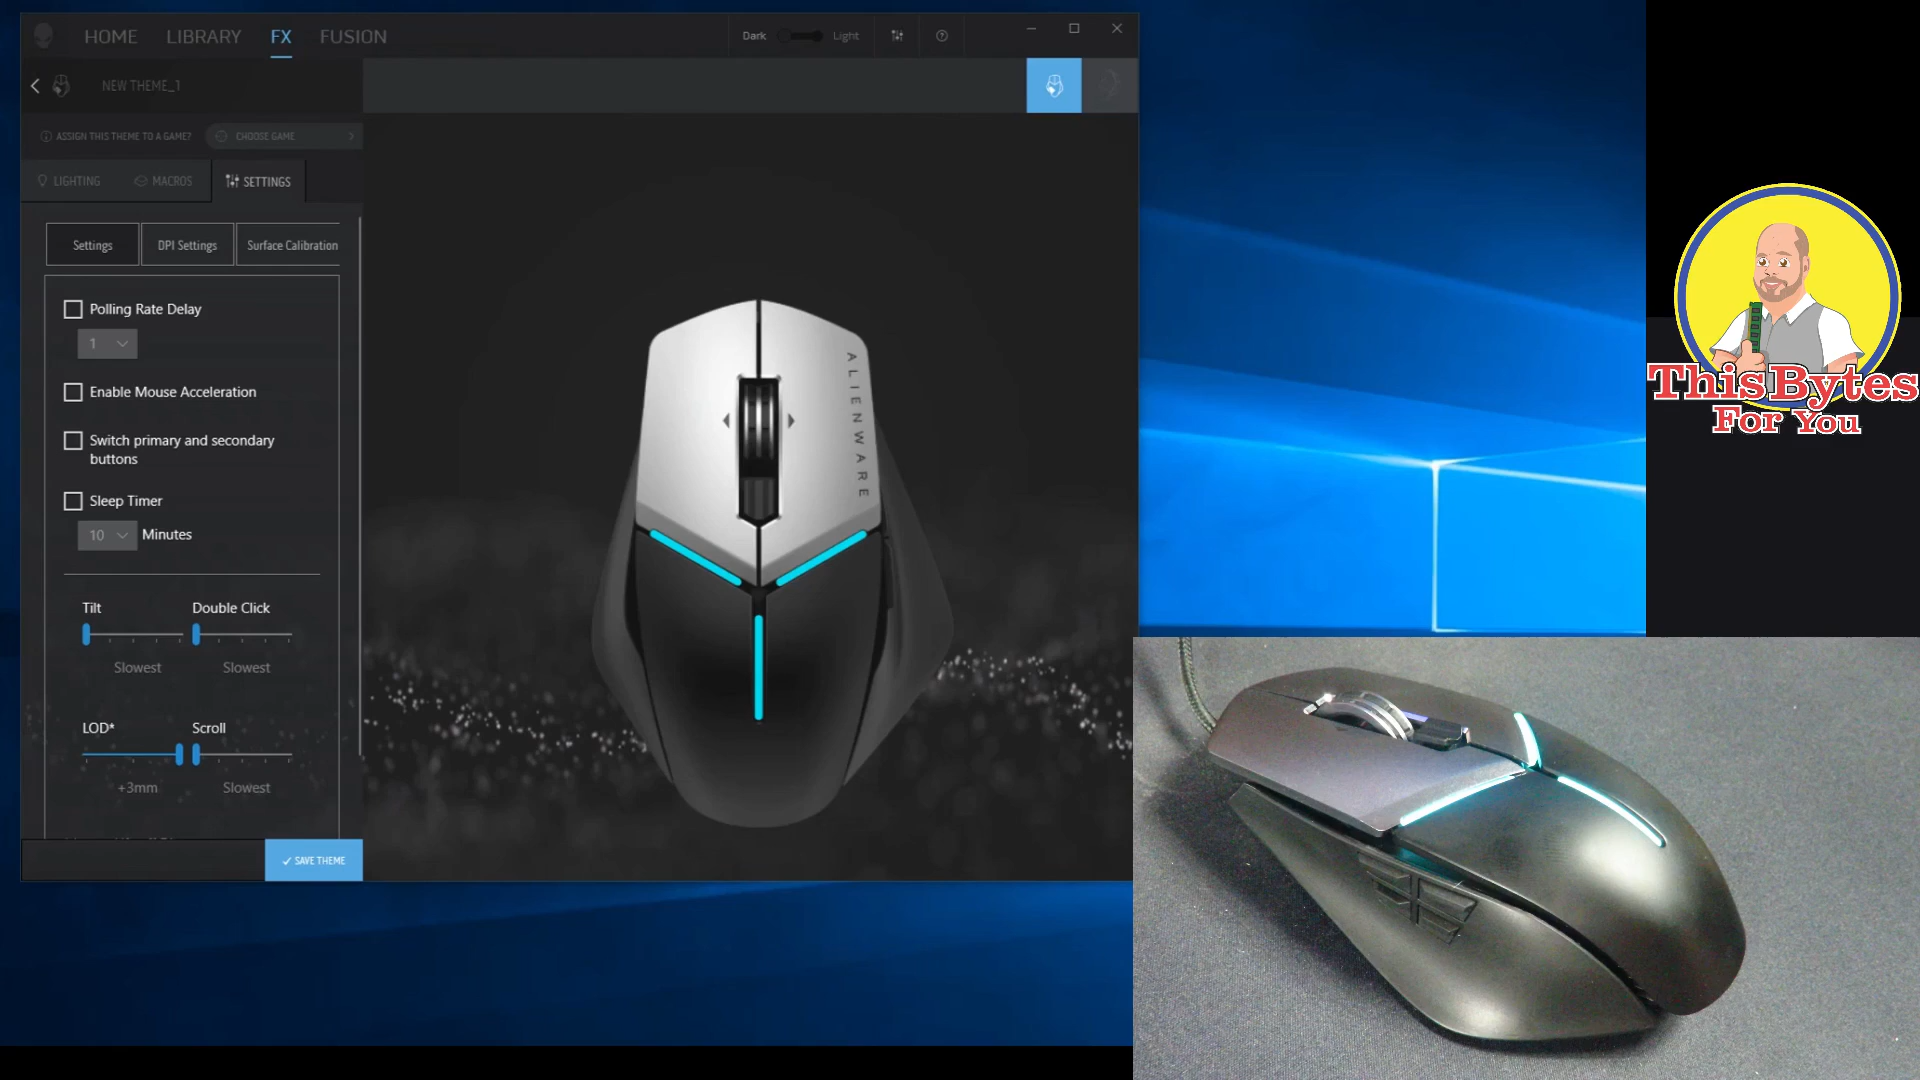 HOME LIBRARY FX FUSION
Dark Light
NEW THEME_1
ASSIGN THIS THEME TO A GAME? CHOOSE GAME
LIGHTING MACROS SETTINGS
Settings DPI Settings Surface Calibration
Polling Rate Delay
1
Enable Mouse Acceleration
Switch primary and secondary
buttons
Sleep Timer
10 Minutes
Tilt Double Click
Slowest Slowest
LOD* Scroll
+3mm Slowest
SAVE THEME
ALIENWARE
ThisBytes
For You